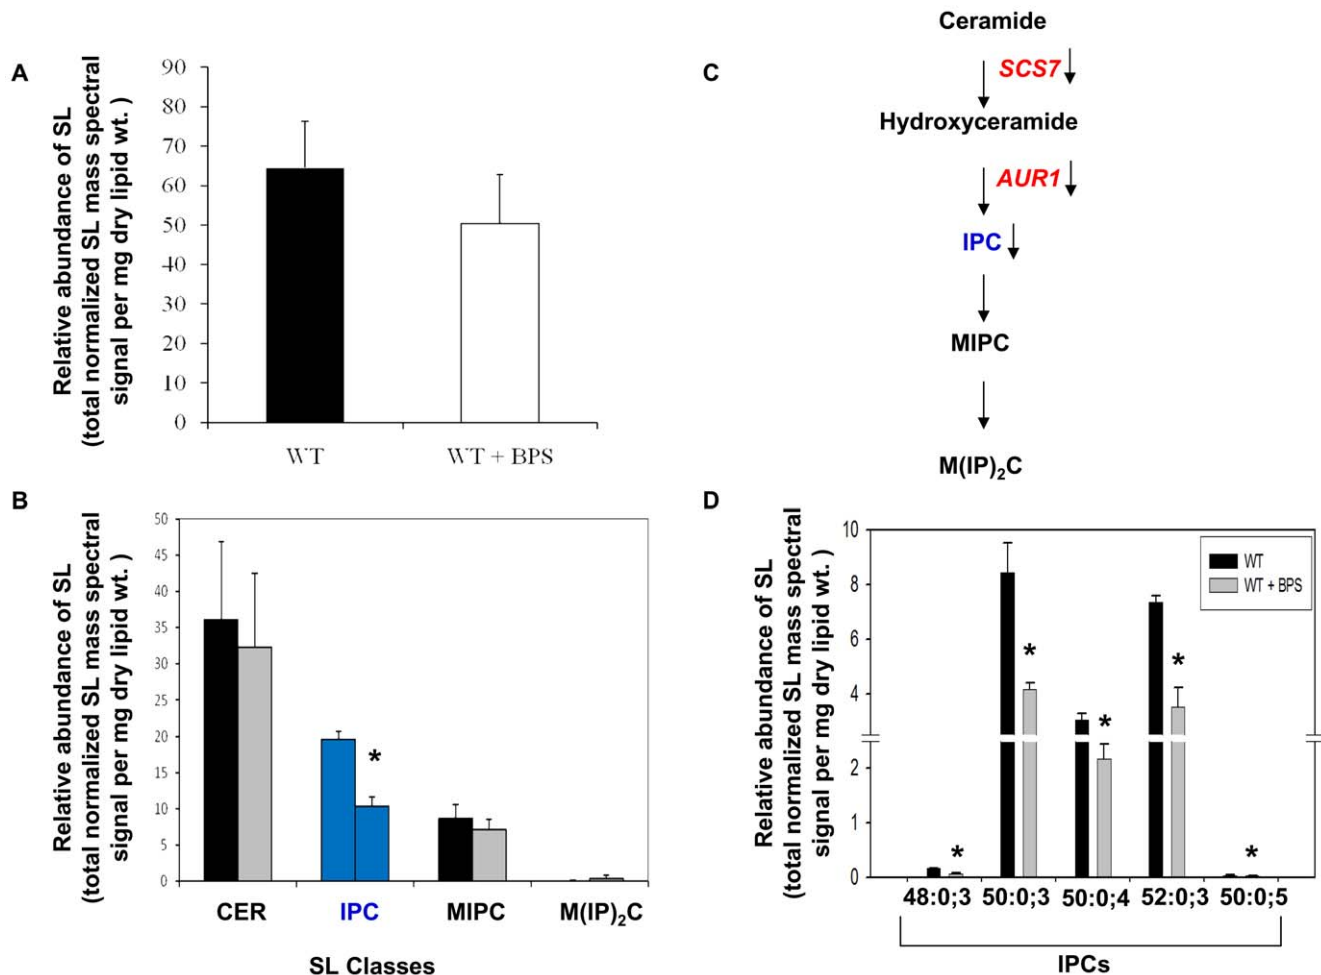 A
Relative abundance of SL
(total normalized SL mass spectral
signal per mg dry lipid wt. )
90
80
70
60
50
40
30
20
10
0
WT
WT + BPS
B
Relative abundance of SL
(total normalized SL mass spectral
signal per mg dry lipid wt. )
50
45
40
35
30
25
20
15
10
5
0
CER
IPC
*
MIPC
M(IP)₂C
SL Classes
C
Ceramide
SCS7
Hydroxyceramide
AUR1
IPC
MIPC
M(IP)₂C
D
Relative abundance of SL
(total normalized SL mass spectral
signal per mg dry lipid wt. )
10
8
6
4
2
0
WT
WT + BPS
* * * * *
48:0;3 50:0;3 50:0;4 52:0;3 50:0;5
IPCs